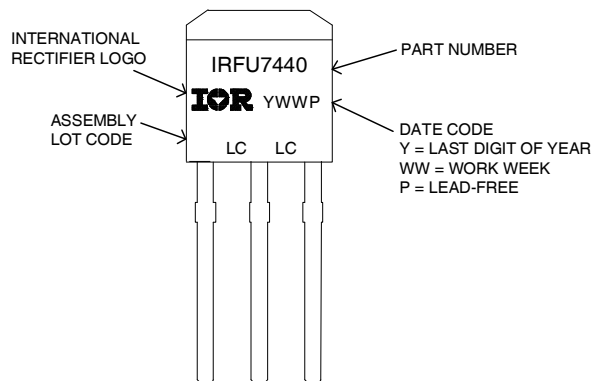 INTERNATIONAL
RECTIFIER LOGO
ASSEMBLY
LOT CODE
IRFU7440
IOR YWWP
LC LC
PART NUMBER
DATE CODE
Y = LAST DIGIT OF YEAR
WW = WORK WEEK
P = LEAD-FREE